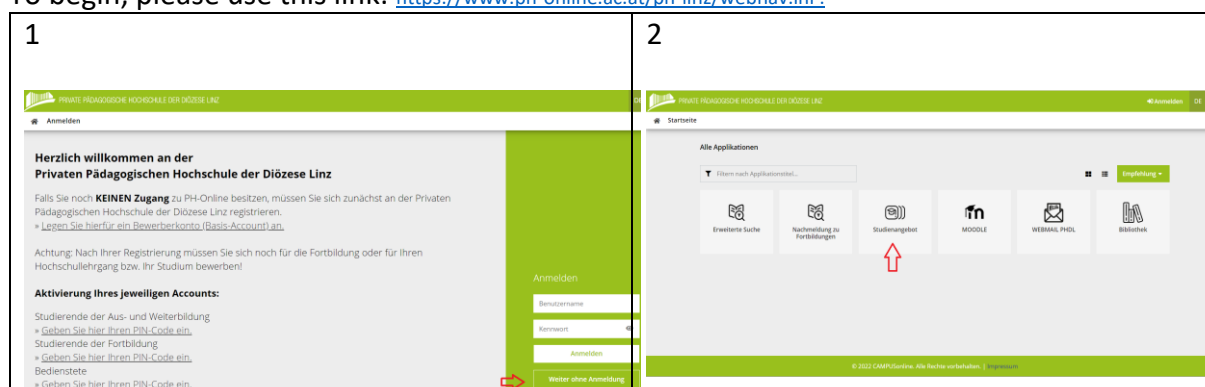 1
PRIVATE PÄDAGOGISCHE HOCHSCHULE DER DIÖZESE LINZ
Anmelden
Herzlich willkommen an der
Privaten Pädagogischen Hochschule der Diözese Linz
Falls Sie noch KEINEN Zugang zu PH-Online besitzen, müssen Sie sich zunächst an der Privaten
Pädagogischen Hochschule der Diözese Linz registrieren.
» Legen Sie hierfür ein Bewerberkonto (Basis-Account) an.
Achtung: Nach Ihrer Registrierung müssen Sie sich noch für die Fortbildung oder für Ihren
Hochschullehrgang bzw. Ihr Studium bewerben!
Aktivierung Ihres jeweiligen Accounts:
Studierende der Aus- und Weiterbildung
» Geben Sie hier Ihren PIN-Code ein.
Studierende der Fortbildung
» Geben Sie hier Ihren PIN-Code ein.
Bedienstete
» Geben Sie hier Ihren PIN-Code ein.
Anmelden
Benutzername
Kennwort
Anmelden
Weiter ohne Anmeldung
2
PRIVATE PÄDAGOGISCHE HOCHSCHULE DER DIÖZESE LINZ
Anmelden DE
Startseite
Alle Applikationen
Filtern nach Applikationstitel...
Empfehlung
Erweiterte Suche
Nachmeldung zu
Fortbildungen
Studienangebot
MOODLE
WEBMAIL PHDL
Bibliothek
© 2022 CAMPUSonline. Alle Rechte vorbehalten. | Impressum